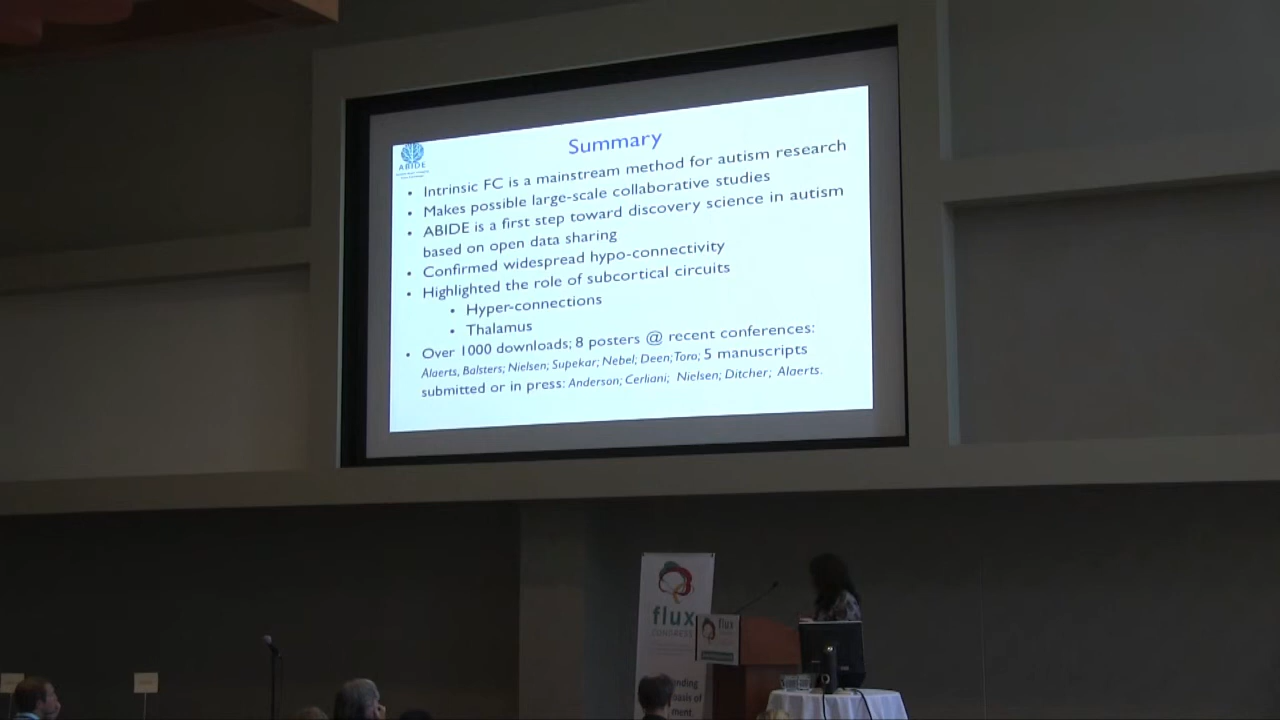 Summary
ABIDE
• Intrinsic FC is a mainstream method for autism research
• Makes possible large-scale collaborative studies
• ABIDE is a first step toward discovery science in autism
based on open data sharing
• Confirmed widespread hypo-connectivity
• Highlighted the role of subcortical circuits
• Hyper-connections
• Thalamus
• Over 1000 downloads; 8 posters @ recent conferences:
Alaerts, Balsters; Nielsen; Supekar; Nebel; Deen; Toro; 5 manuscripts
submitted or in press: Anderson; Cerliani; Nielsen; Ditcher; Alaerts.
flux
CONGRESS
flux